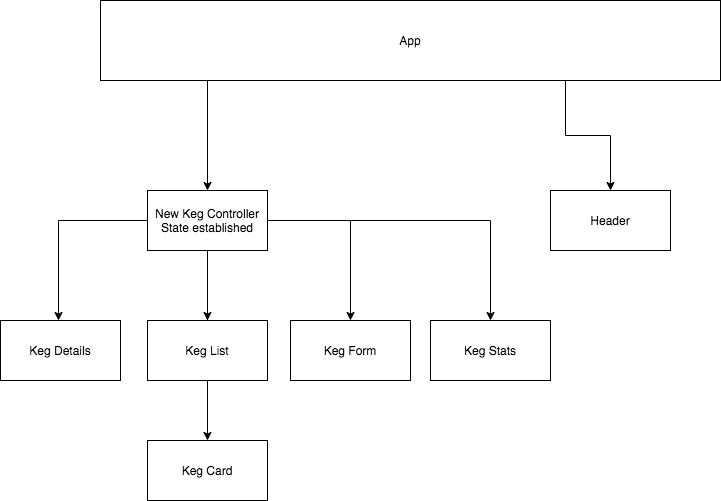 App
New Keg Controller
State established
Header
Keg Details
Keg List
Keg Form
Keg Stats
Keg Card